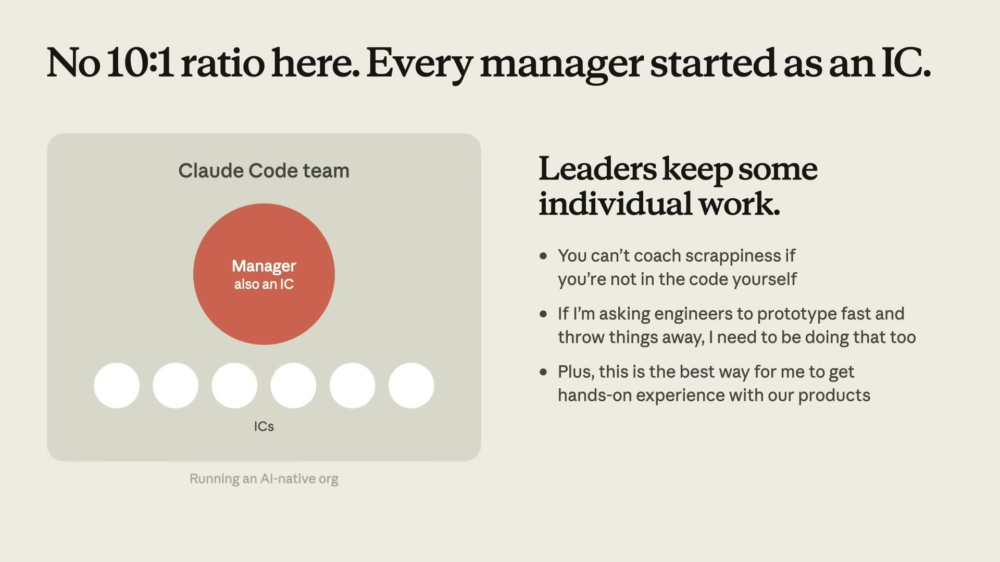 No 10:1 ratio here. Every manager started as an IC.
Claude Code team
Manager
also an IC
ICs
Running an AI-native org
Leaders keep some
individual work.
• You can’t coach scrappiness if
you’re not in the code yourself
• If I’m asking engineers to prototype fast and
throw things away, I need to be doing that too
• Plus, this is the best way for me to get
hands-on experience with our products